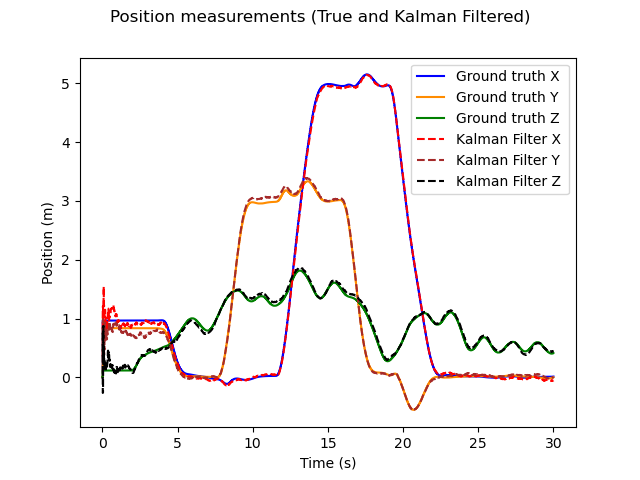 Position measurements (True and Kalman Filtered)
Position (m)
5
4
3
2
1
0
0 5 10 15 20 25 30
Time (s)
Ground truth X
Ground truth Y
Ground truth Z
Kalman Filter X
Kalman Filter Y
Kalman Filter Z